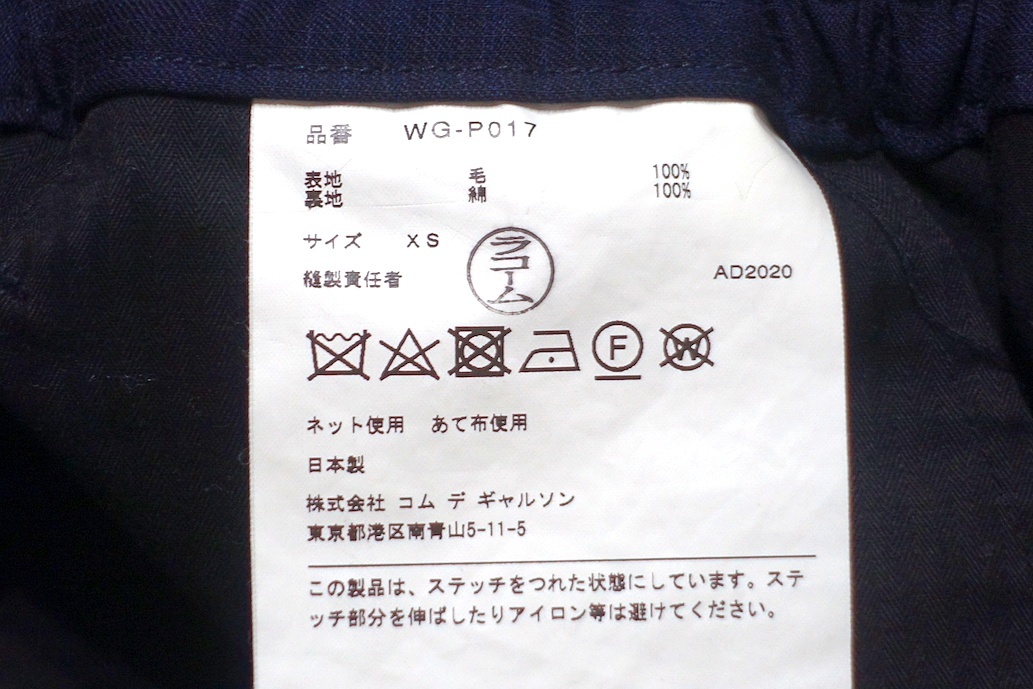 品番 WG-P017
表地 毛 100%
裏地 綿 100%
サイズ XS
ラコーム
縫製責任者 AD2020
F W
ネット使用 あて布使用
日本製
株式会社 コム デ ギャルソン
東京都港区南青山5-11-5
この製品は、ステッチをつれた状態にしています。ステ
ッチ部分を伸ばしたりアイロン等は避けてください。